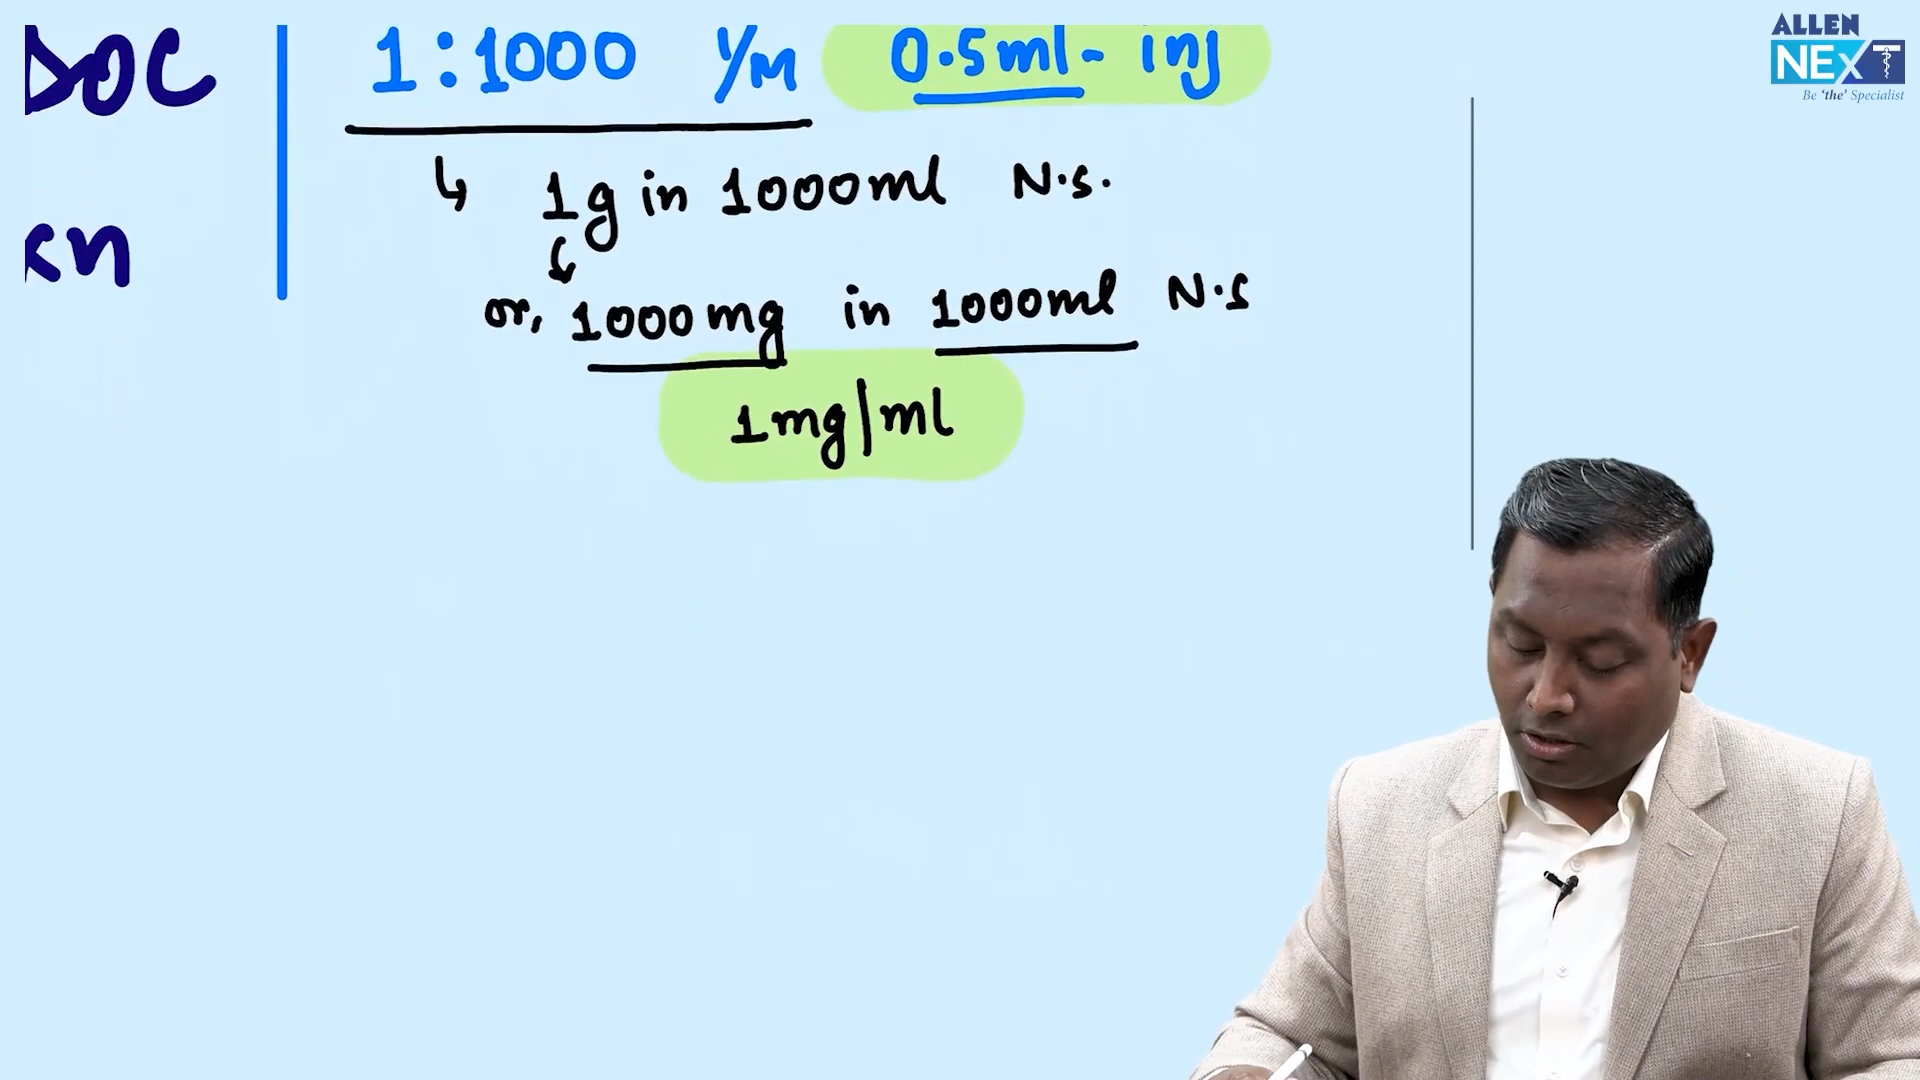 DOC
1:1000 I/M 0.5ml- inj
↳ 1g in 1000ml N.S.
or, 1000mg in 1000ml N.S
1mg/ml
ALLEN
NEXT
Be 'the' Specialist